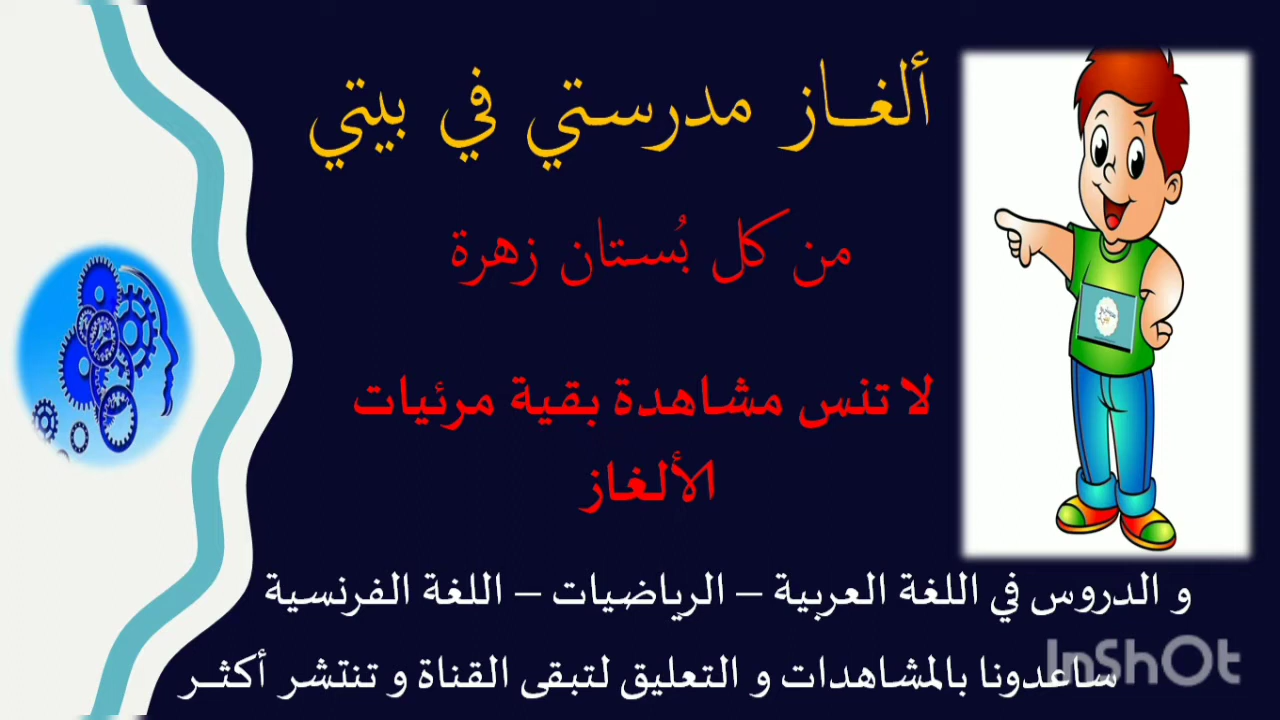 ألغاز مدرستي في بيتي
من كل بُستان زهرة
لا تنس مشاهدة بقية مرئيات
الألغاز
و الدروس في اللغة العربية – الرياضيات – اللغة الفرنسية
ساعدونا بالمشاهدات و التعليق لتبقى القناة و تنتشر أكثر
InShOt